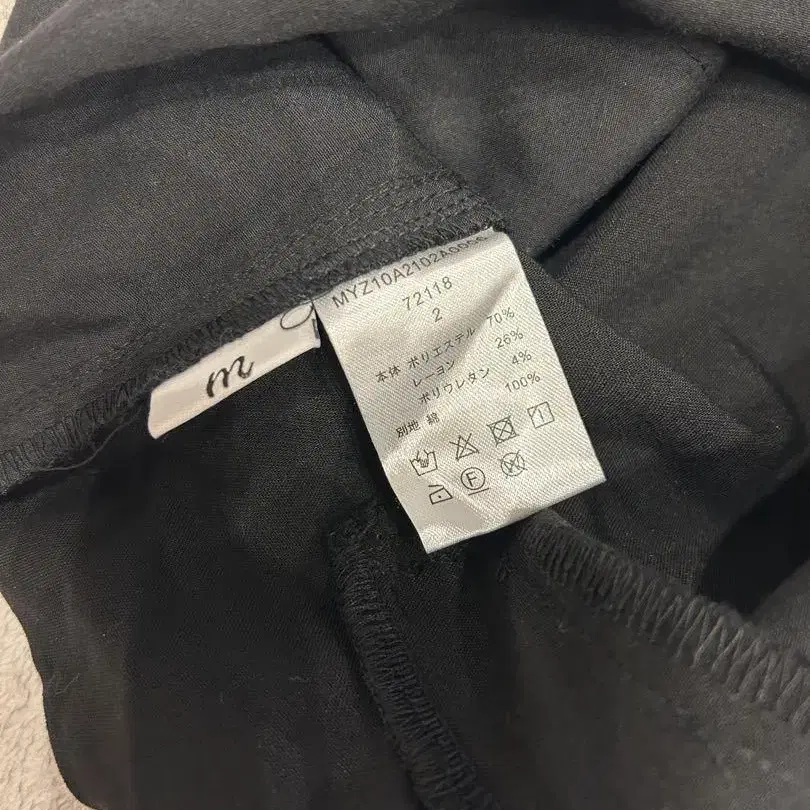 MYZ10A2102A0006
72118
2
本体 ポリエステル 70%
レーヨン 26%
ポリウレタン 4%
別地 綿 100%
F
m